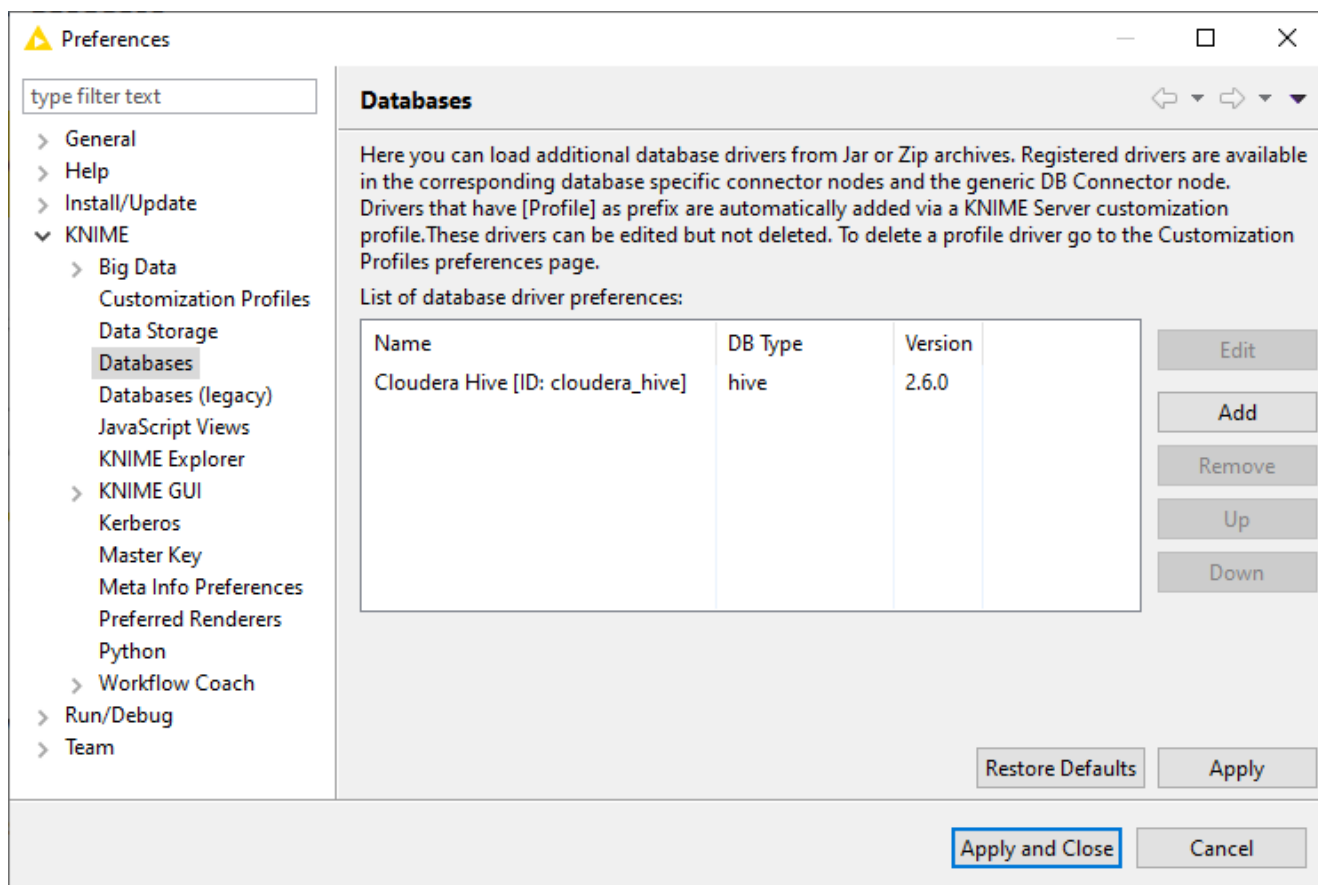 Preferences
type filter text
General
Help
Install/Update
KNIME
Big Data
Customization Profiles
Data Storage
Databases
Databases (legacy)
JavaScript Views
KNIME Explorer
KNIME GUI
Kerberos
Master Key
Meta Info Preferences
Preferred Renderers
Python
Workflow Coach
Run/Debug
Team
Databases
Here you can load additional database drivers from Jar or Zip archives. Registered drivers are available
in the corresponding database specific connector nodes and the generic DB Connector node.
Drivers that have [Profile] as prefix are automatically added via a KNIME Server customization
profile.These drivers can be edited but not deleted. To delete a profile driver go to the Customization
Profiles preferences page.
List of database driver preferences:
Name DB Type Version
Cloudera Hive [ID: cloudera_hive] hive 2.6.0
Edit
Add
Remove
Up
Down
Restore Defaults Apply
Apply and Close Cancel